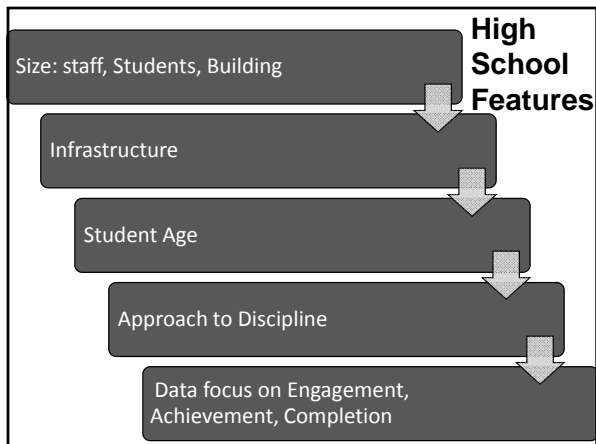 High
School
Features
Size: staff, Students, Building
Infrastructure
Student Age
Approach to Discipline
Data focus on Engagement,
Achievement, Completion